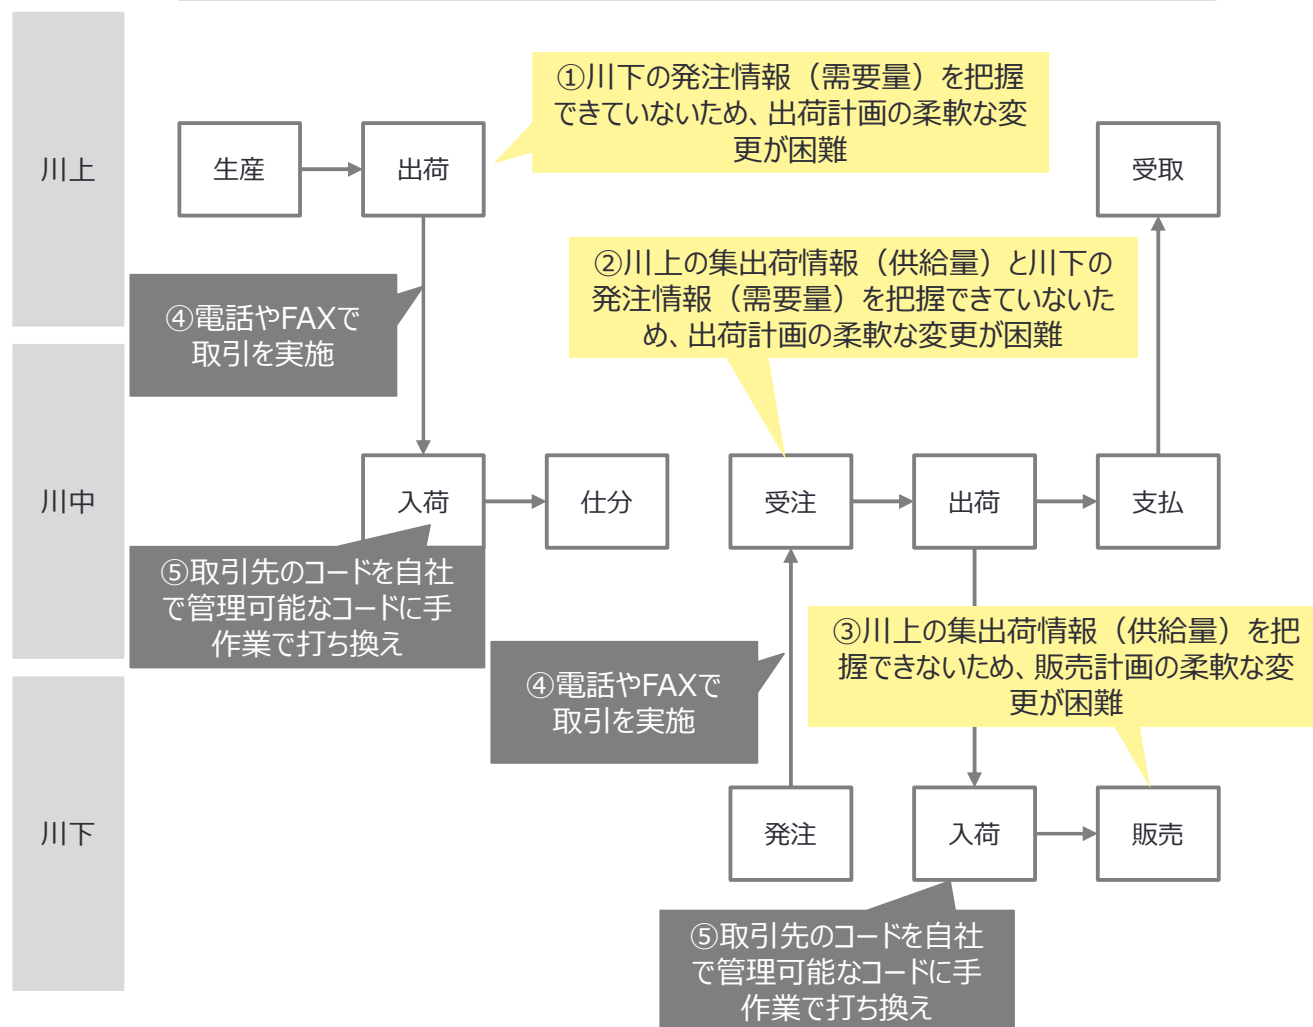 ①川下の発注情報（需要量）を把
握できていないため、出荷計画の柔軟な変
更が困難
川上
生産
出荷
受取
②川上の集出荷情報（供給量）と川下の
発注情報（需要量）を把握できていないた
め、出荷計画の柔軟な変更が困難
④電話やFAXで
取引を実施
川中
入荷
仕分
受注
出荷
支払
⑤取引先のコードを自社
で管理可能なコードに手
作業で打ち換え
③川上の集出荷情報（供給量）を把
握できないため、販売計画の柔軟な変
更が困難
④電話やFAXで
取引を実施
川下
発注
入荷
販売
⑤取引先のコードを自社
で管理可能なコードに手
作業で打ち換え